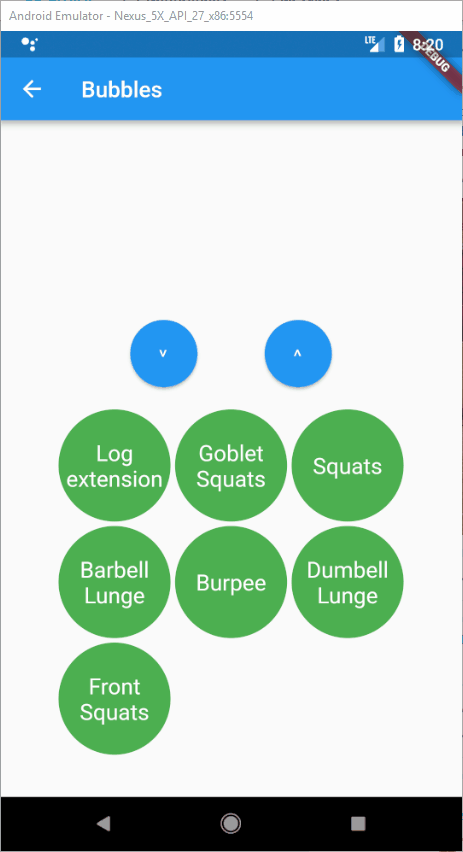 Android Emulator - Nexus_5X_API_27_x86:5554
LTE
8:20
DEBUG
Bubbles
v
^
Log
extension
Goblet
Squats
Squats
Barbell
Lunge
Burpee
Dumbell
Lunge
Front
Squats